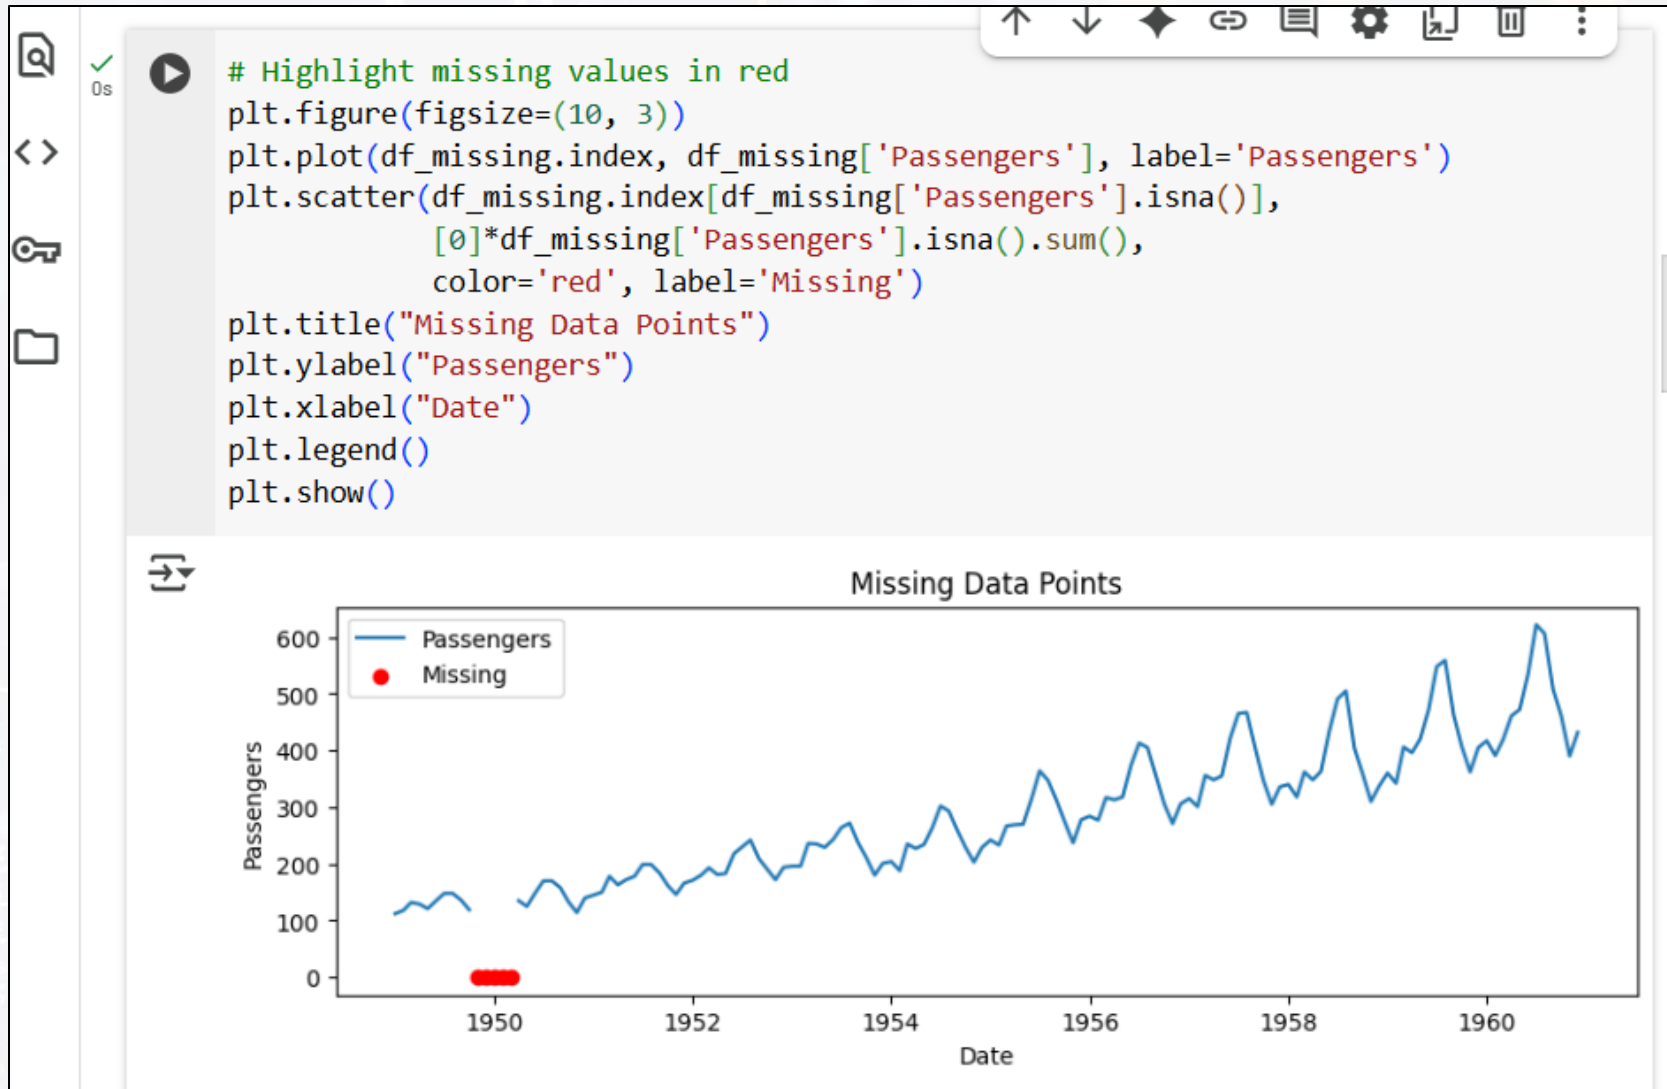 0s
# Highlight missing values in red
plt.figure(figsize=(10, 3))
plt.plot(df_missing.index, df_missing['Passengers'], label='Passengers')
plt.scatter(df_missing.index[df_missing['Passengers'].isna()],
            [0]*df_missing['Passengers'].isna().sum(),
            color='red', label='Missing')
plt.title("Missing Data Points")
plt.ylabel("Passengers")
plt.xlabel("Date")
plt.legend()
plt.show()
Missing Data Points
Passengers
Missing
Passengers
600
500
400
300
200
100
0
1950 1952 1954 1956 1958 1960
Date